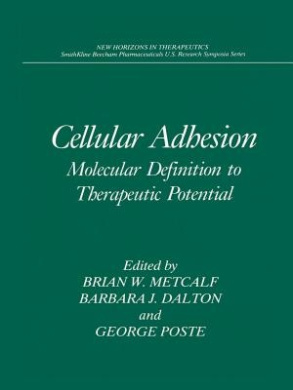 NEW HORIZONS IN THERAPEUTICS
SmithKline Beecham Pharmaceuticals U.S. Research Symposia Series
Cellular Adhesion
Molecular Definition to
Therapeutic Potential
Edited by
BRIAN W. METCALF
BARBARA J. DALTON
and
GEORGE POSTE